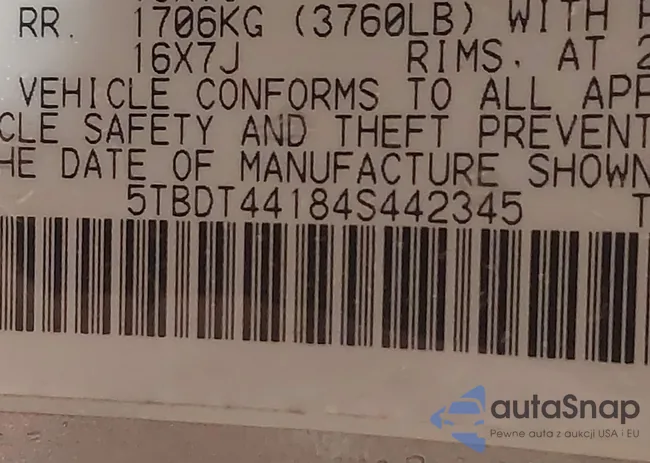 RR. 1706KG (3760LB) WITH
16X7J RIMS. AT 2
VEHICLE CONFORMS TO ALL APP
CLE SAFETY AND THEFT PREVENT
HE DATE OF MANUFACTURE SHOWN
5TBDT44184S442345 T
autaSnap
Pewne auta z aukcji USA i EU